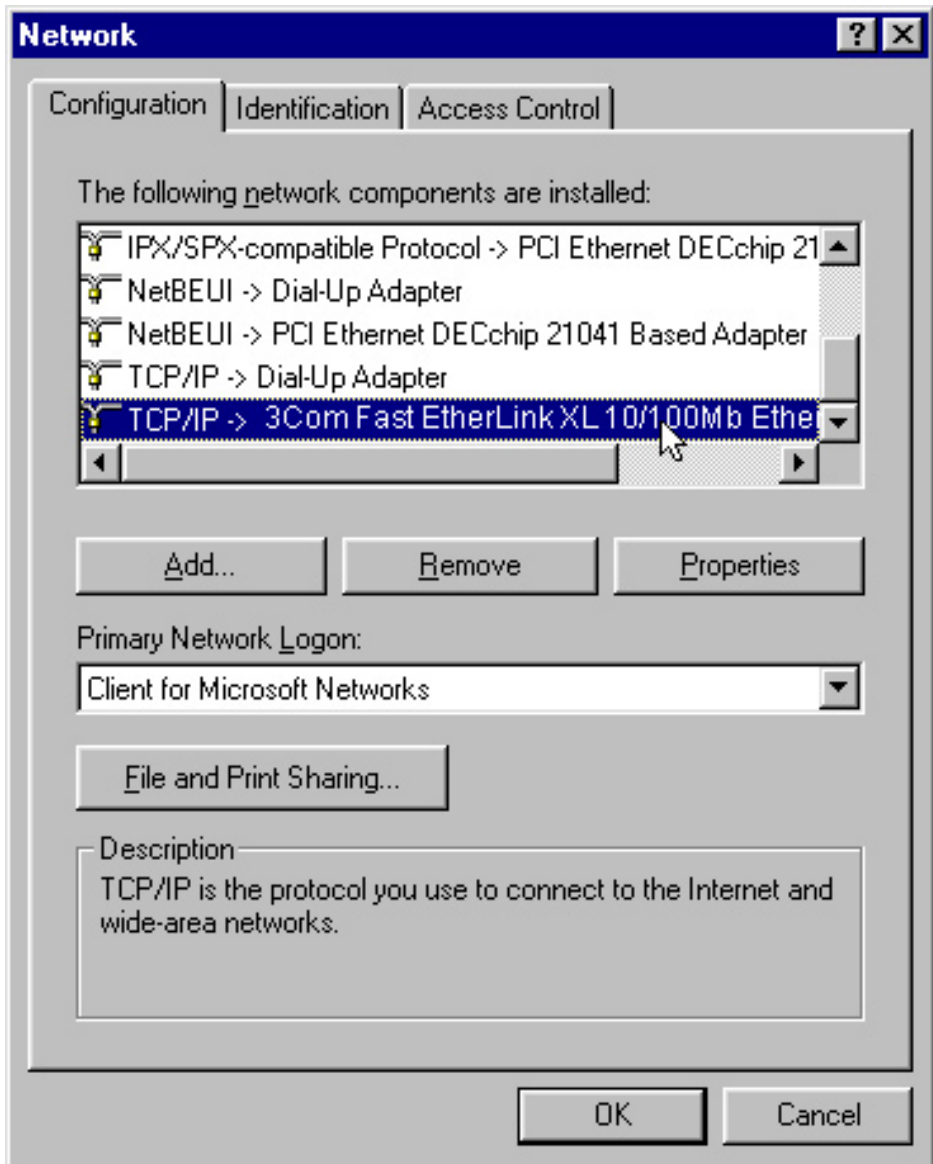 Network
Configuration Identification Access Control
The following network components are installed:
IPX/SPX-compatible Protocol -> PCI Ethernet DECchip 21
NetBEUI -> Dial-Up Adapter
NetBEUI -> PCI Ethernet DECchip 21041 Based Adapter
TCP/IP -> Dial-Up Adapter
TCP/IP -> 3Com Fast EtherLink XL 10/100Mb Ethe
Add... Remove Properties
Primary Network Logon:
Client for Microsoft Networks
File and Print Sharing...
Description
TCP/IP is the protocol you use to connect to the Internet and
wide-area networks.
OK Cancel